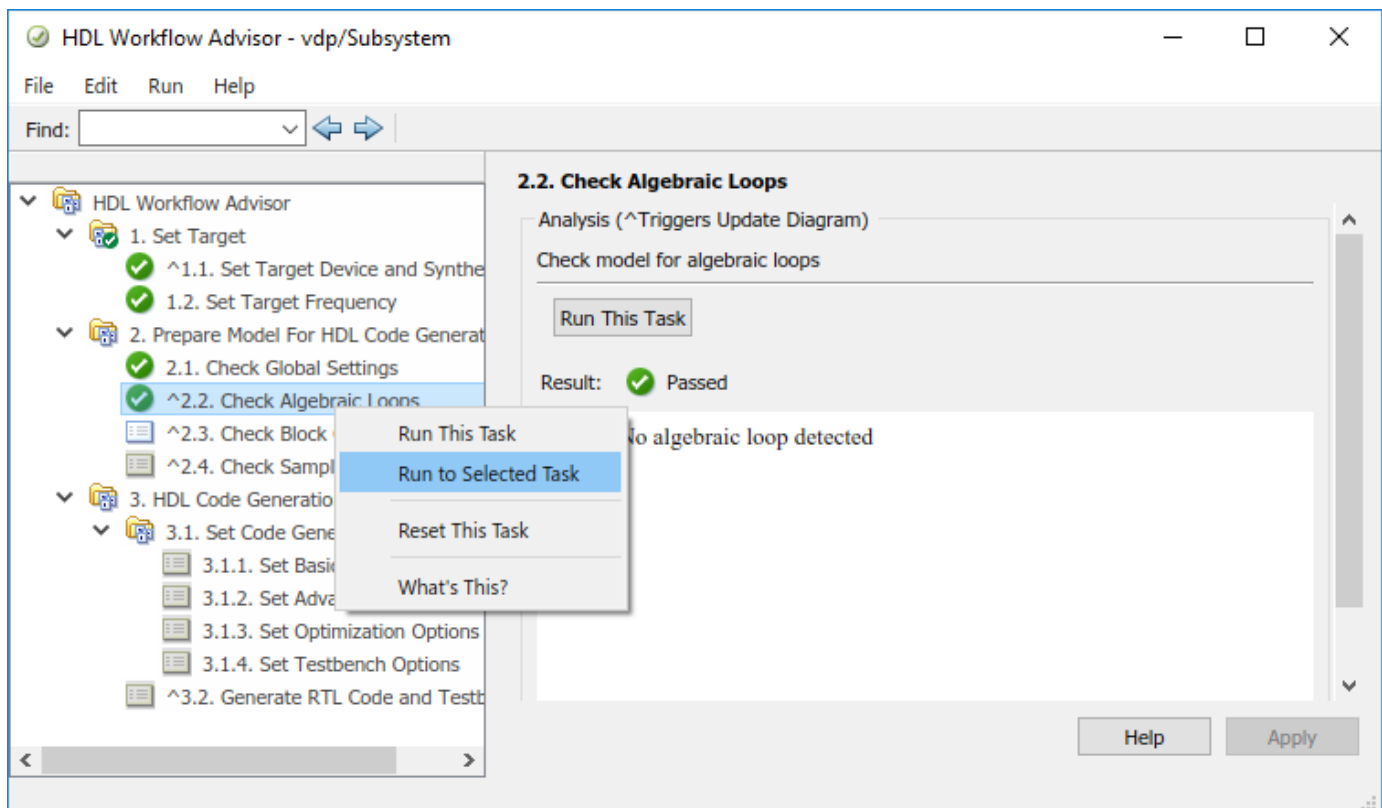 HDL Workflow Advisor - vdp/Subsystem
File Edit Run Help
Find:
HDL Workflow Advisor
1. Set Target
^1.1. Set Target Device and Synthe
1.2. Set Target Frequency
2. Prepare Model For HDL Code Generat
2.1. Check Global Settings
^2.2. Check Algebraic Loops
^2.3. Check Block
^2.4. Check Sampl
3. HDL Code Generatio
3.1. Set Code Gene
3.1.1. Set Basic
3.1.2. Set Adva
3.1.3. Set Optimization Options
3.1.4. Set Testbench Options
^3.2. Generate RTL Code and Testb
Run This Task
Run to Selected Task
Reset This Task
What's This?
2.2. Check Algebraic Loops
Analysis (^Triggers Update Diagram)
Check model for algebraic loops
Run This Task
Result: Passed
No algebraic loop detected
Help Apply